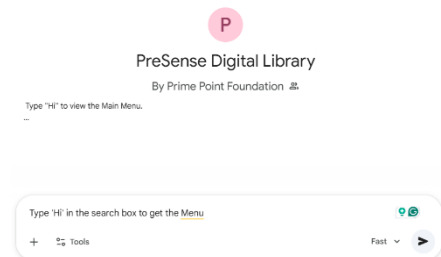 P
PreSense Digital Library
By Prime Point Foundation
Type "Hi" to view the Main Menu.
...
Type 'Hi' in the search box to get the Menu
Tools
Fast